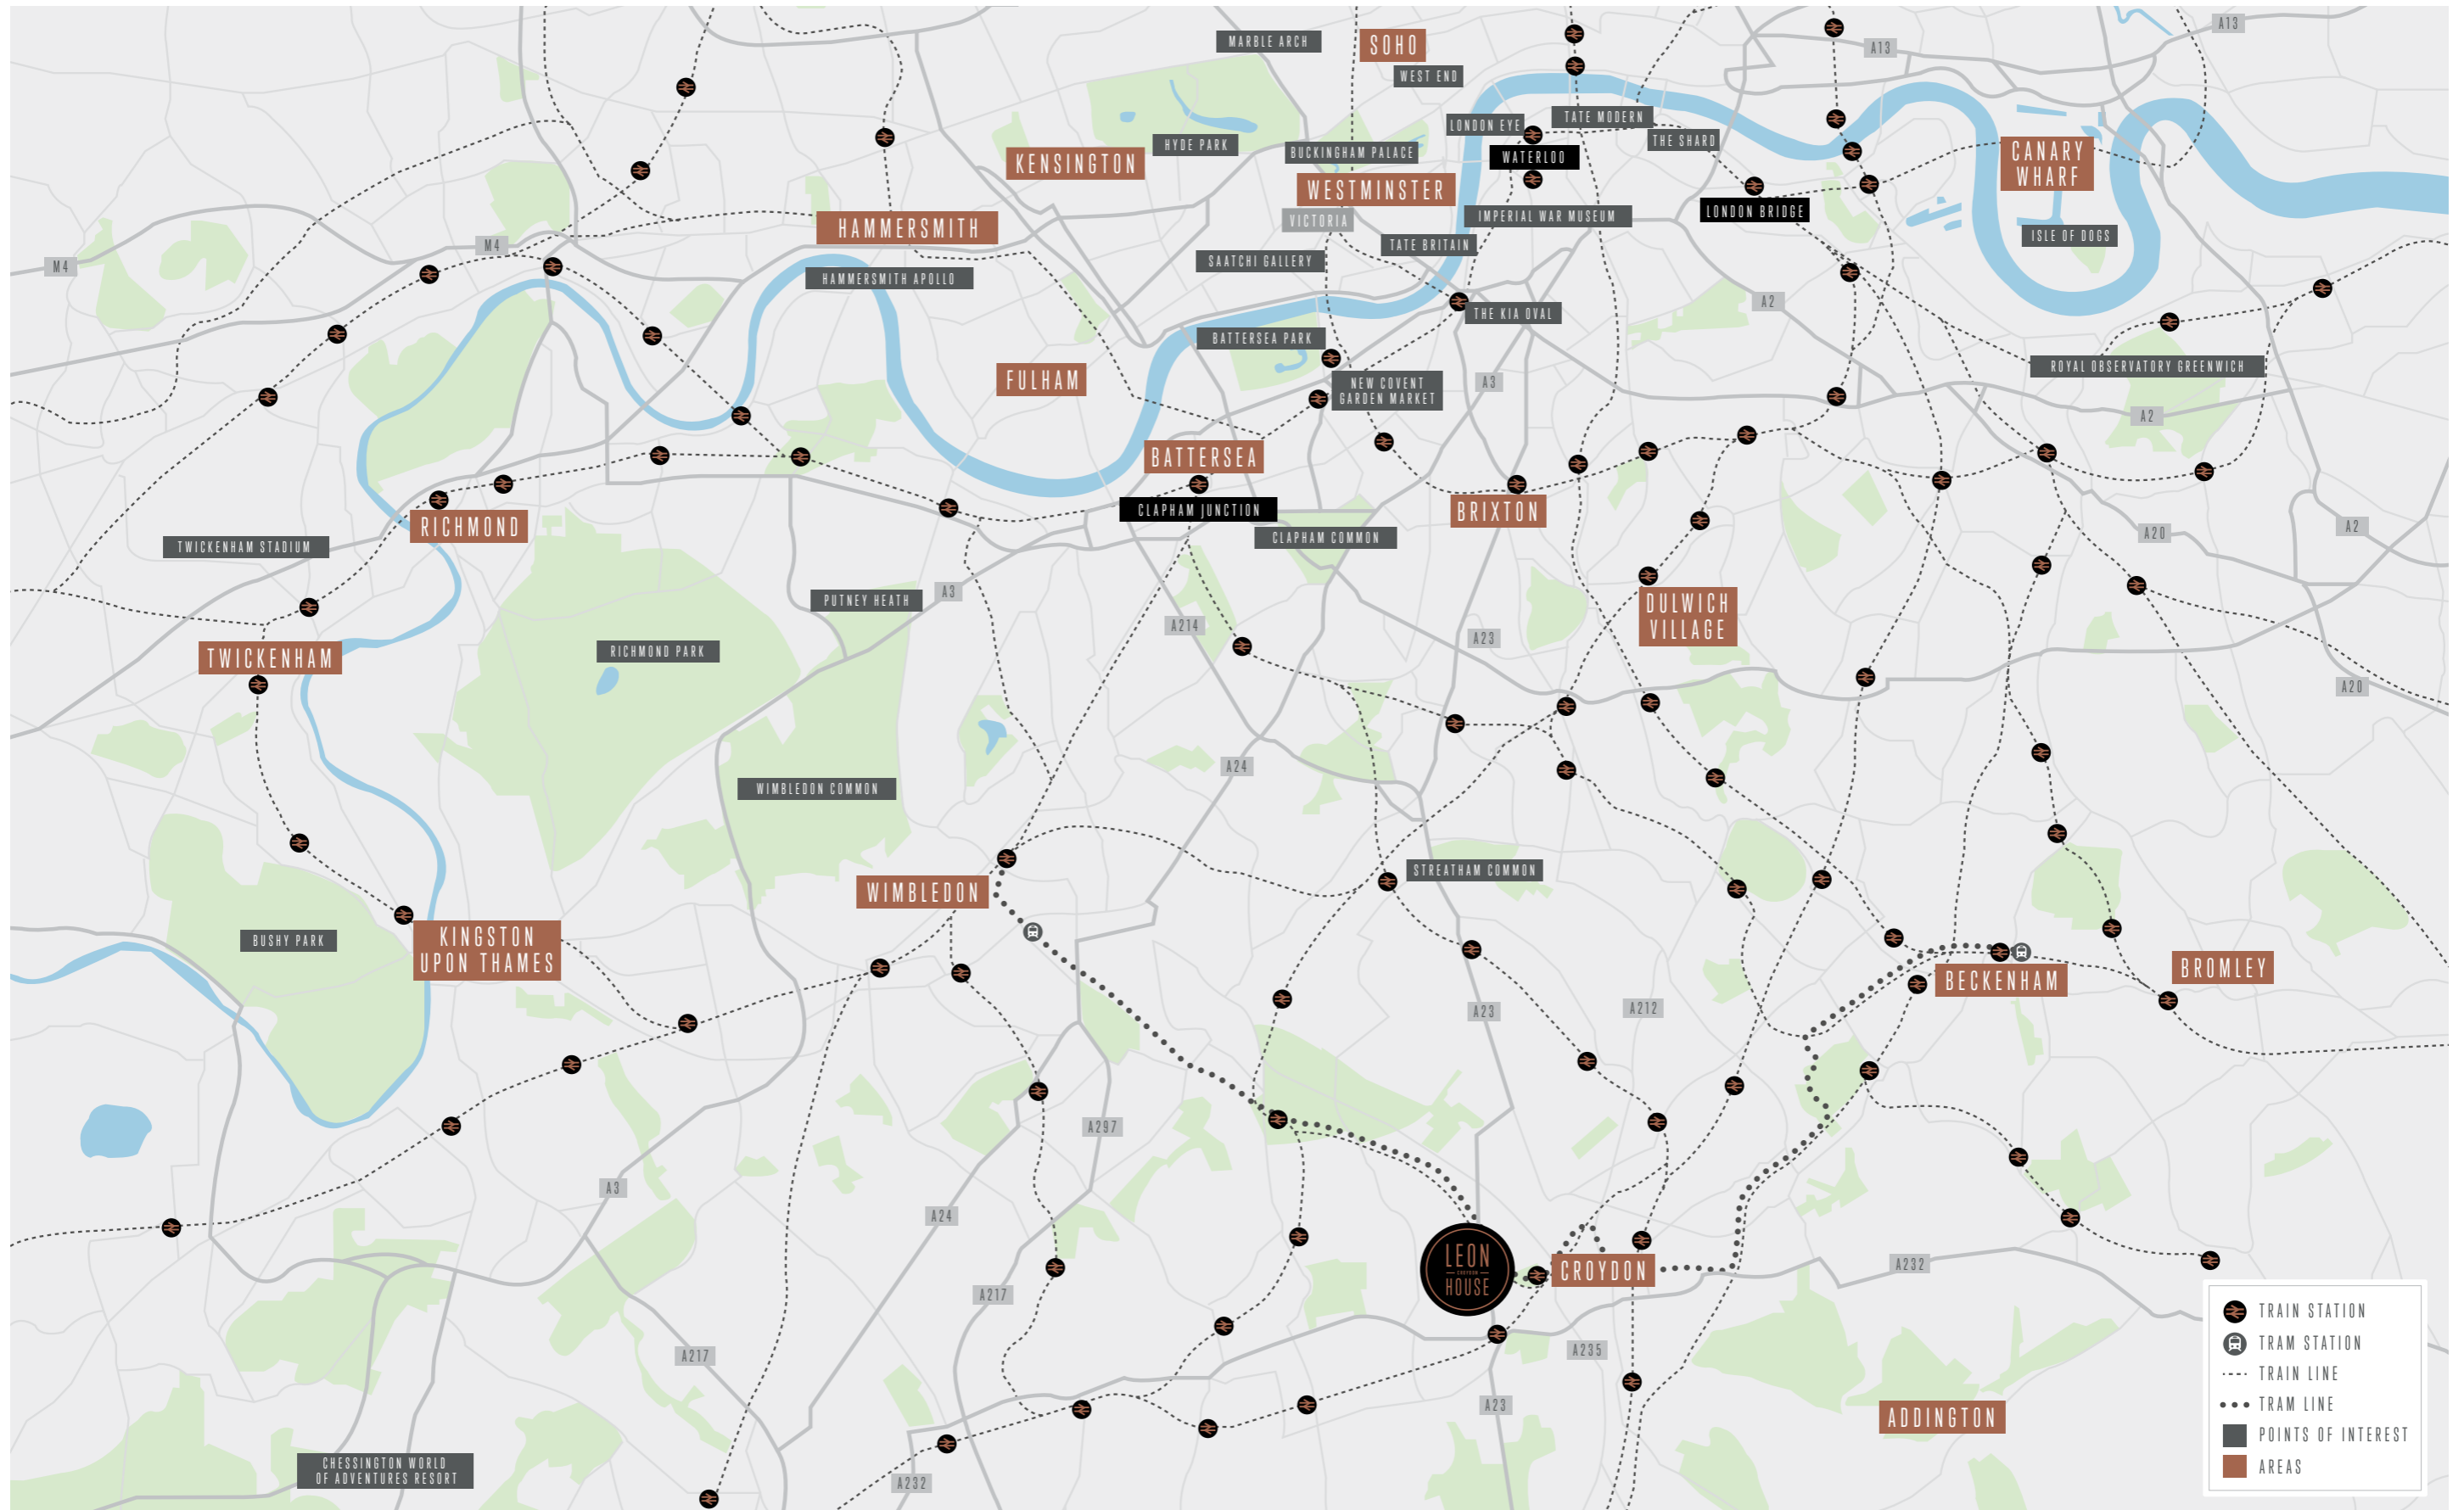 A13
MARBLE ARCH
SOHO
A13
WEST END
LONDON EYE
TATE MODERN
THE SHARD
HYDE PARK
BUCKINGHAM PALACE
WATERLOO
KENSINGTON
CANARY
WHARF
WESTMINSTER
VICTORIA
IMPERIAL WAR MUSEUM
LONDON BRIDGE
HAMMERSMITH
M4
TATE BRITAIN
ISLE OF DOGS
M4
SAATCHI GALLERY
HAMMERSMITH APOLLO
A2
THE KIA OVAL
BATTERSEA PARK
ROYAL OBSERVATORY GREENWICH
FULHAM
NEW COVENT
GARDEN MARKET
A3
A2
BATTERSEA
CLAPHAM JUNCTION
BRIXTON
RICHMOND
A2
A20
CLAPHAM COMMON
TWICKENHAM STADIUM
PUTNEY HEATH
A3
DULWICH
VILLAGE
A214
A23
RICHMOND PARK
TWICKENHAM
A20
A24
WIMBLEDON COMMON
STREATHAM COMMON
WIMBLEDON
BUSHY PARK
KINGSTON
UPON THAMES
BROMLEY
BECKENHAM
A23
A212
A297
A3
A24
LEON
CROYDON
HOUSE
CROYDON
A232
A217
A217
A235
A23
ADDINGTON
CHESSINGTON WORLD
OF ADVENTURES RESORT
A232
TRAIN STATION
TRAM STATION
TRAIN LINE
TRAM LINE
POINTS OF INTEREST
AREAS